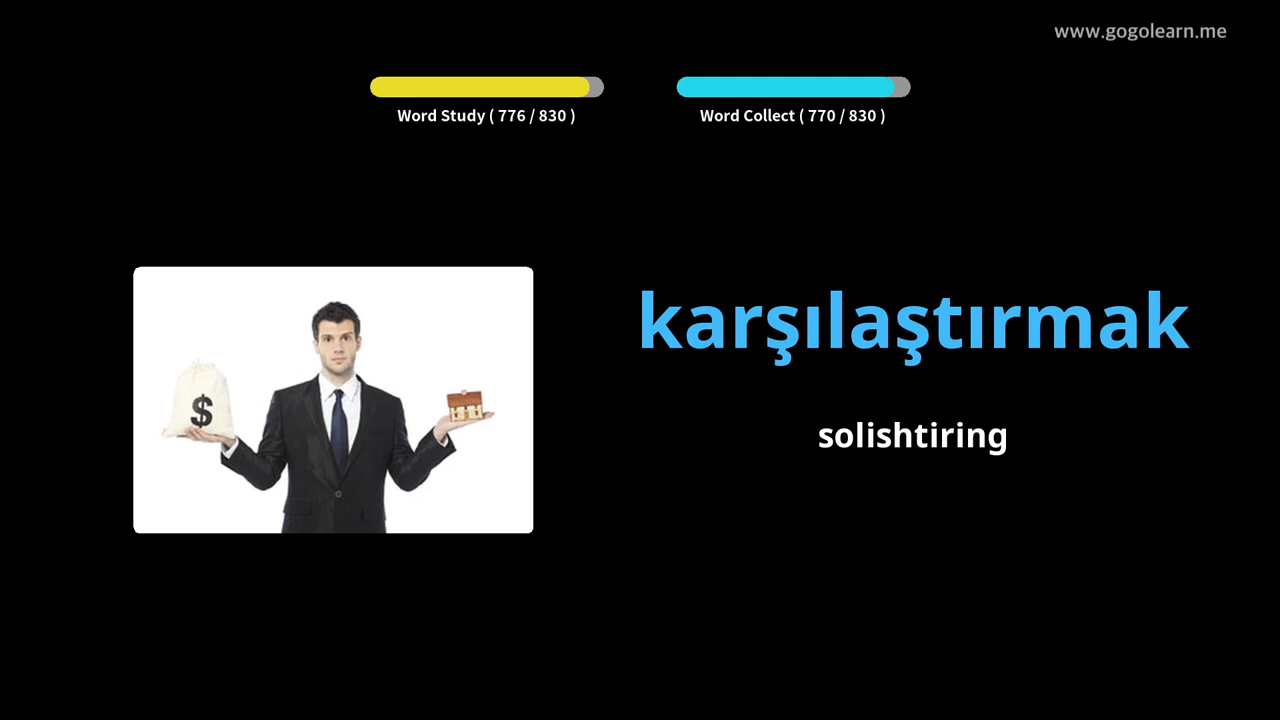 www.gogolearn.me
Word Study ( 776 / 830 )
Word Collect ( 770 / 830 )
karşılaştırmak
$
solishtiring